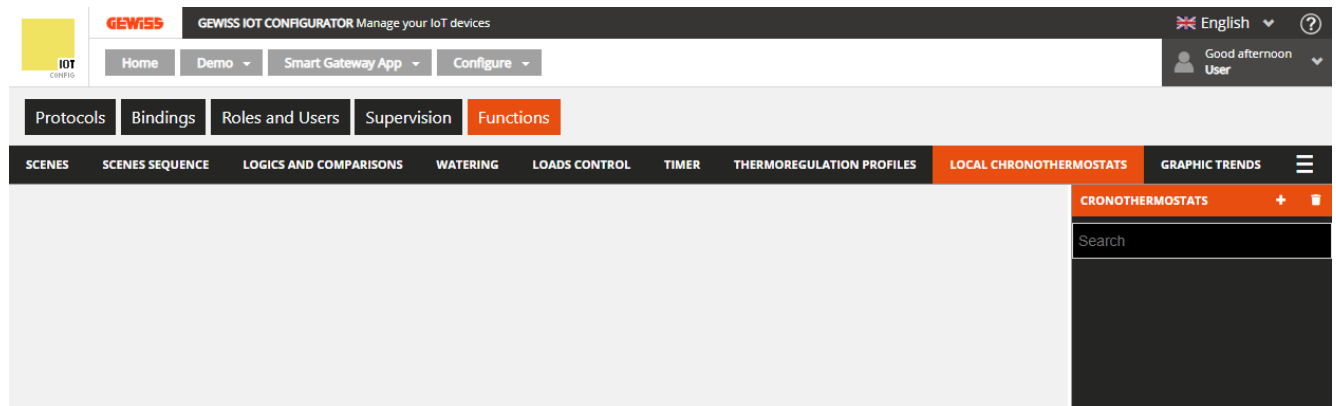 GEWISS GEWISS IOT CONFIGURATOR Manage your IoT devices English ?
IOT
CONFIG
Home Demo Smart Gateway App Configure Good afternoon
User
Protocols Bindings Roles and Users Supervision Functions
SCENES SCENES SEQUENCE LOGICS AND COMPARISONS WATERING LOADS CONTROL TIMER THERMOREGULATION PROFILES LOCAL CHRONOTHERMOSTATS GRAPHIC TRENDS
CRONOTHERMOSTATS +
Search